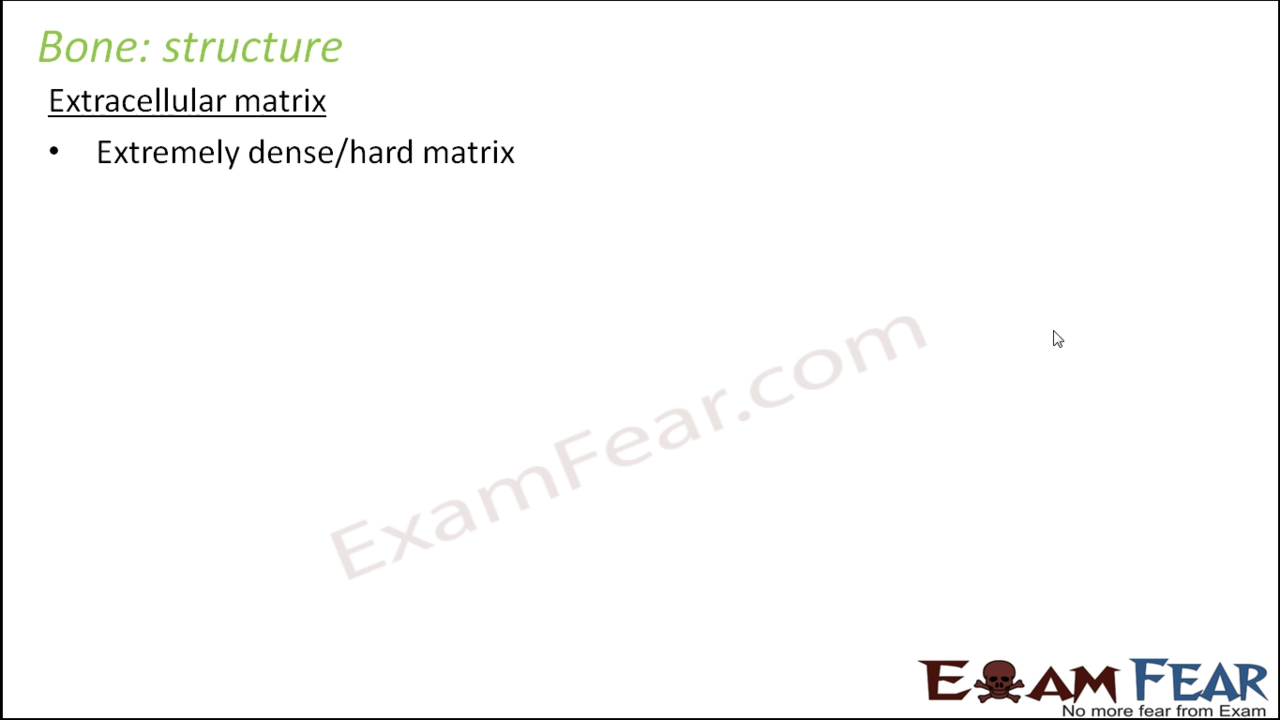 Bone: structure
Extracellular matrix
• Extremely dense/hard matrix
ExamFear.com
EXAM FEAR
No more fear from Exam